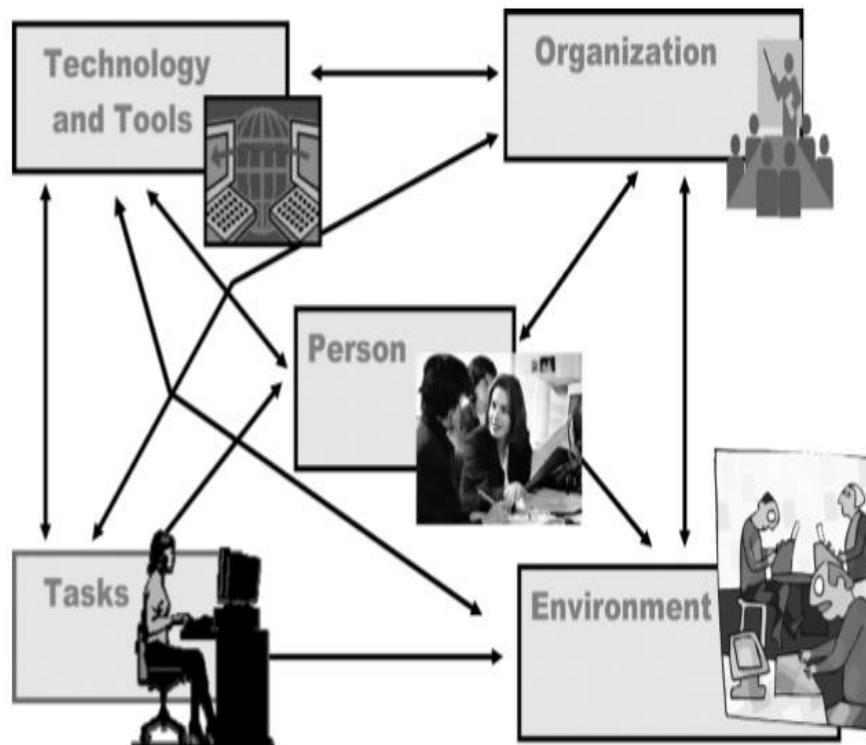 Technology
and Tools
Organization
Person
Tasks
Environment